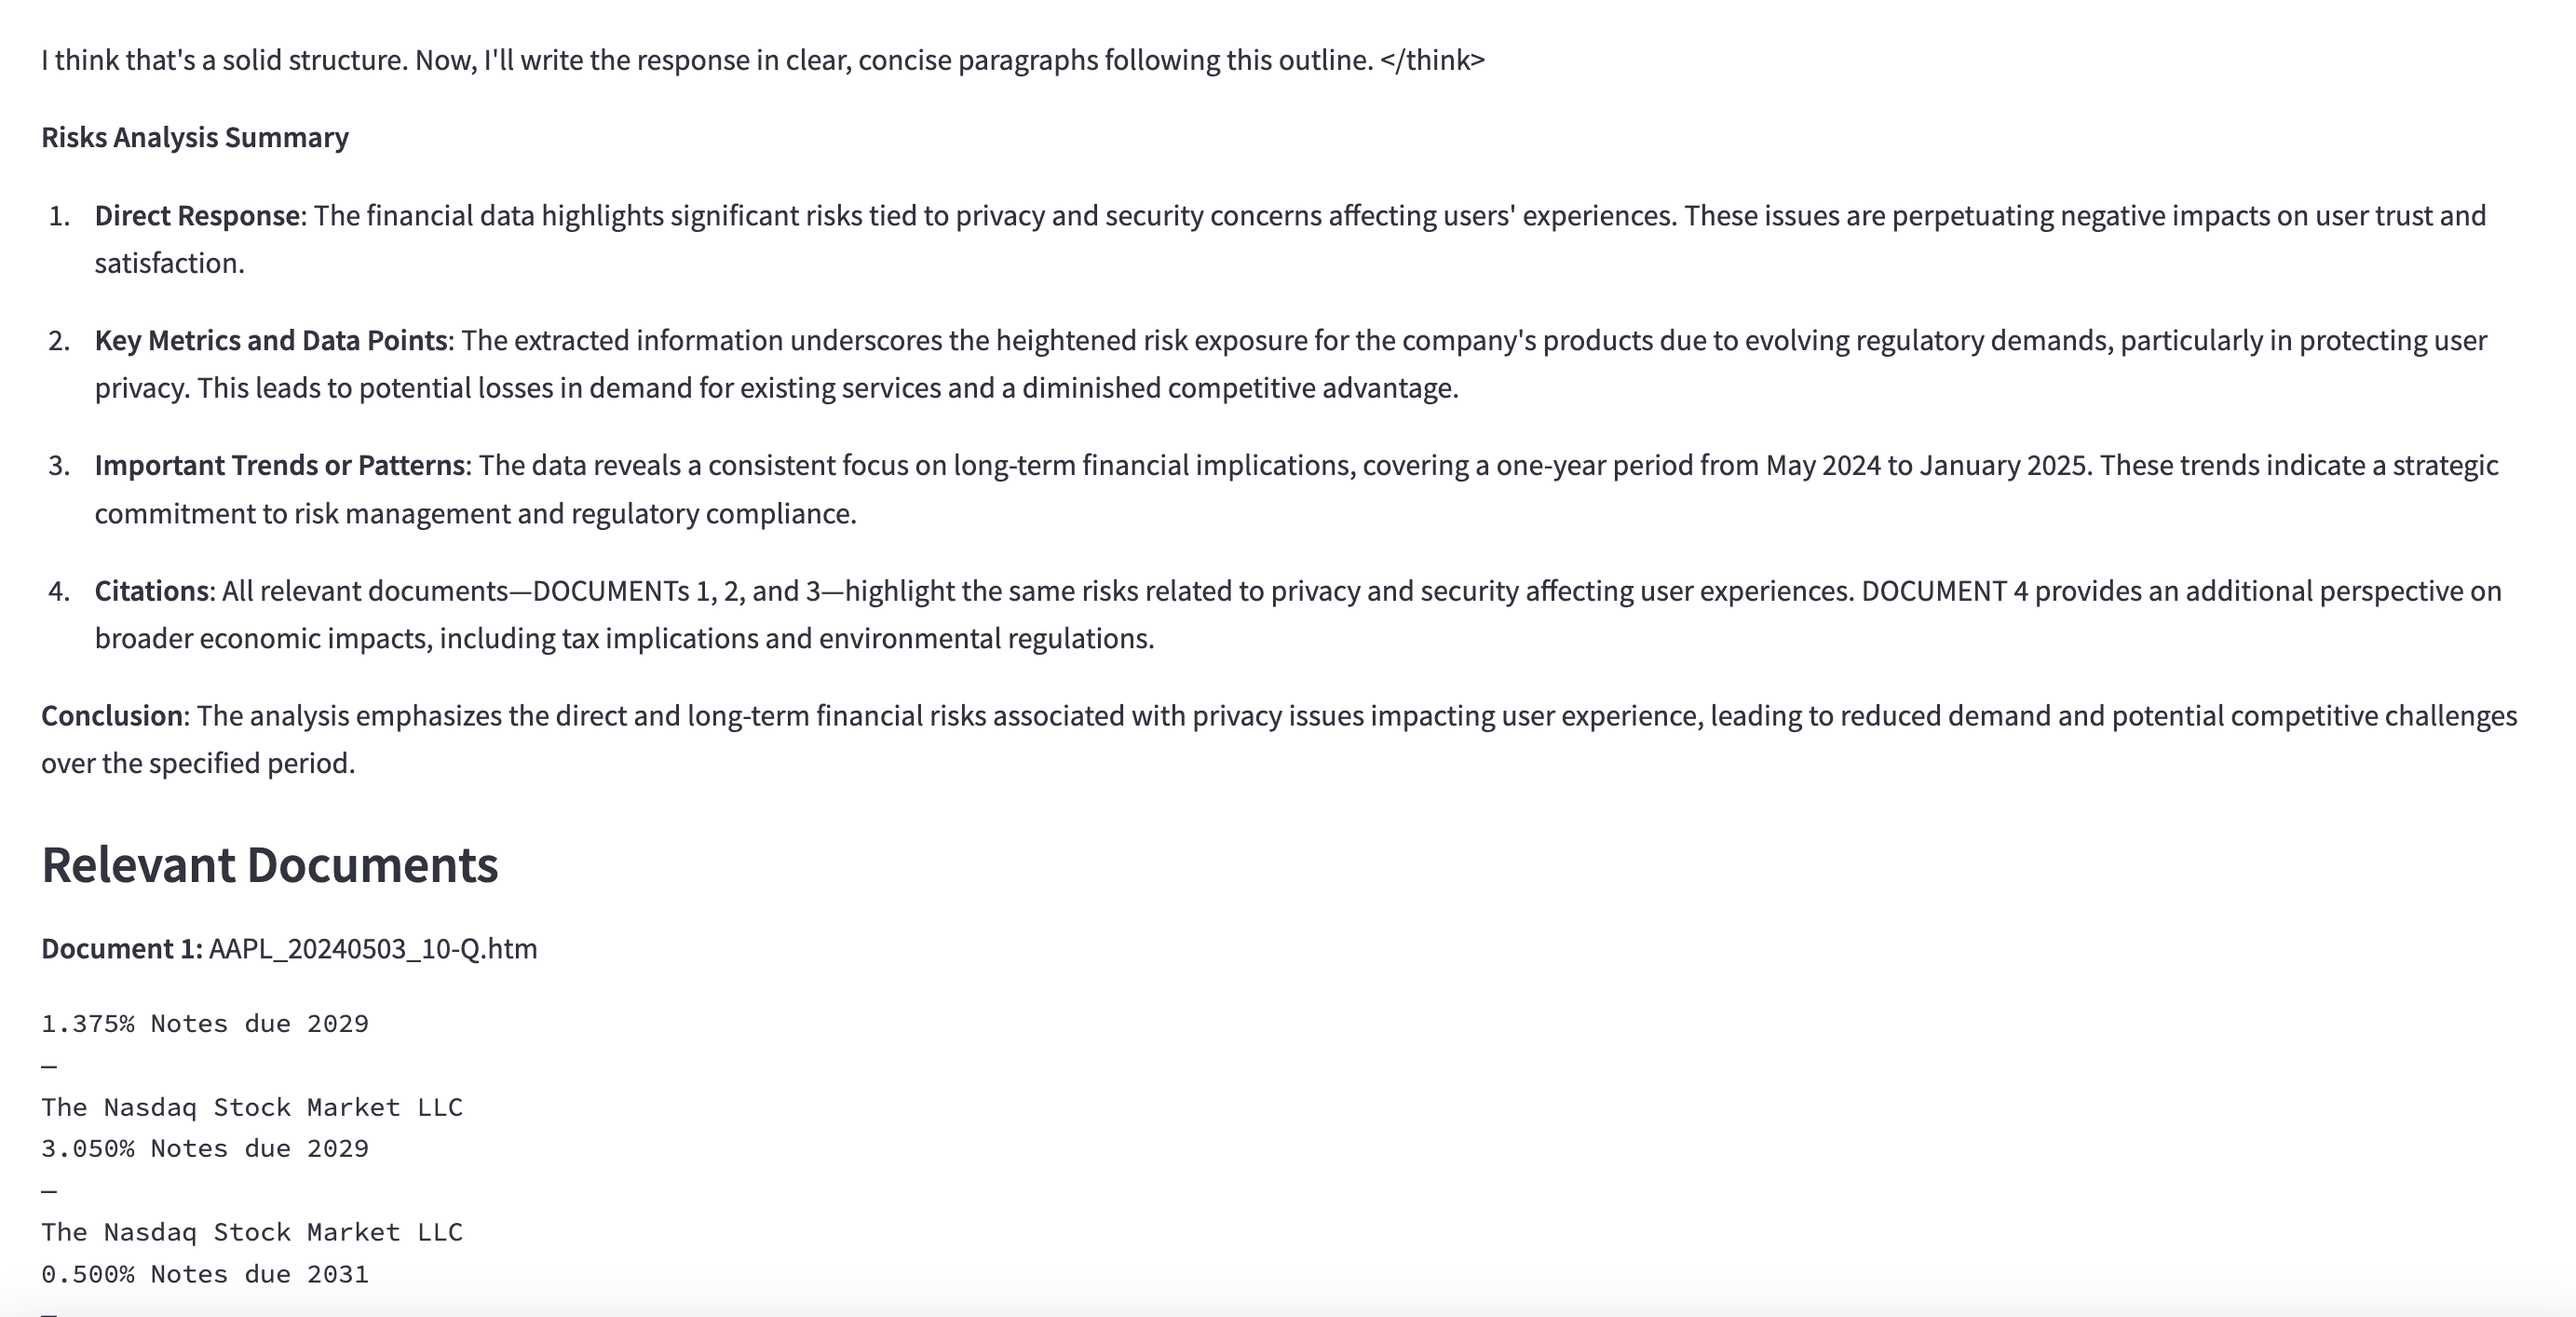 I think that's a solid structure. Now, I'll write the response in clear, concise paragraphs following this outline. </think>
Risks Analysis Summary
1. Direct Response: The financial data highlights significant risks tied to privacy and security concerns affecting users' experiences. These issues are perpetuating negative impacts on user trust and
satisfaction.
2. Key Metrics and Data Points: The extracted information underscores the heightened risk exposure for the company's products due to evolving regulatory demands, particularly in protecting user
privacy. This leads to potential losses in demand for existing services and a diminished competitive advantage.
3. Important Trends or Patterns: The data reveals a consistent focus on long-term financial implications, covering a one-year period from May 2024 to January 2025. These trends indicate a strategic
commitment to risk management and regulatory compliance.
4. Citations: All relevant documents—DOCUMENTs 1, 2, and 3—highlight the same risks related to privacy and security affecting user experiences. DOCUMENT 4 provides an additional perspective on
broader economic impacts, including tax implications and environmental regulations.
Conclusion: The analysis emphasizes the direct and long-term financial risks associated with privacy issues impacting user experience, leading to reduced demand and potential competitive challenges
over the specified period.
Relevant Documents
Document 1: AAPL_20240503_10-Q.htm
1.375% Notes due 2029
—
The Nasdaq Stock Market LLC
3.050% Notes due 2029
—
The Nasdaq Stock Market LLC
0.500% Notes due 2031
—